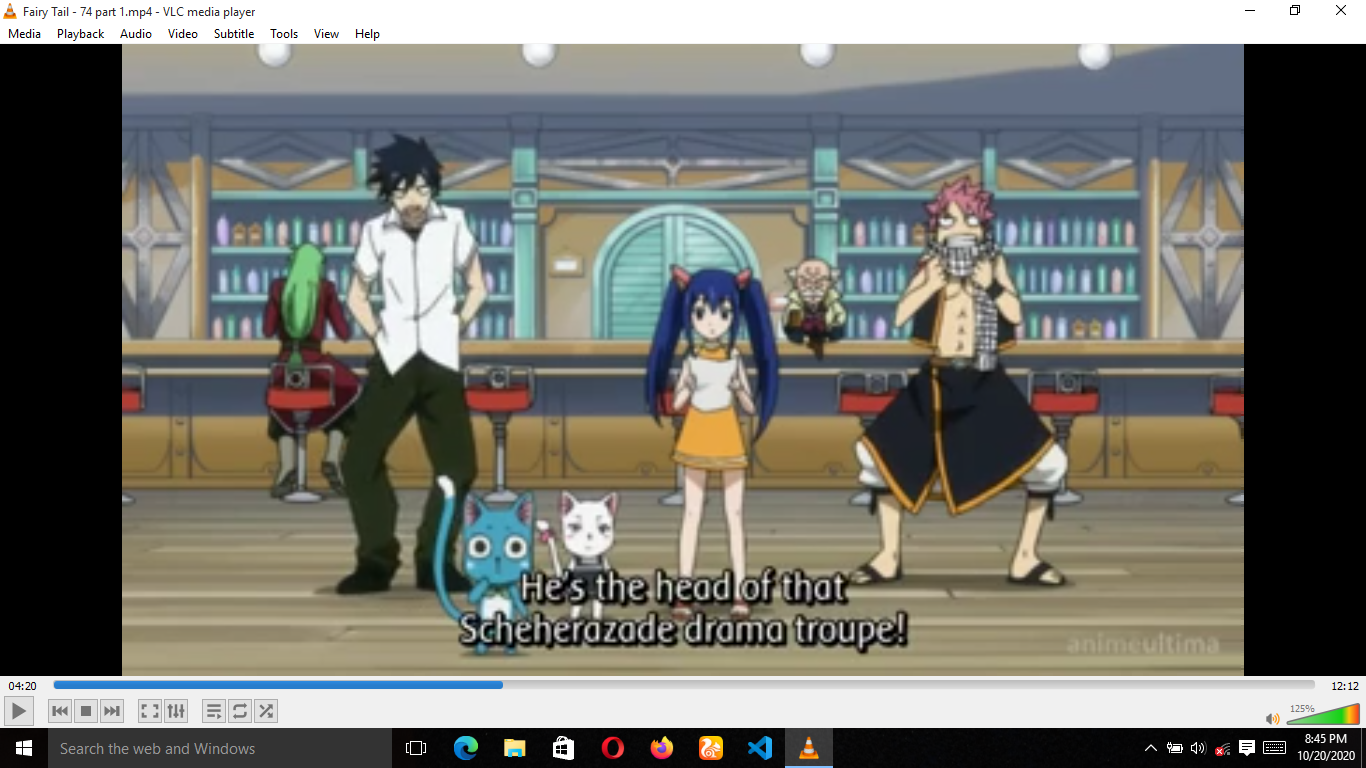 Fairy Tail - 74 part 1.mp4 - VLC media player
Media Playback Audio Video Subtitle Tools View Help
He's the head of that
Scheherazade drama troupe!
animeultima
04:20
12:12
125%
Search the web and Windows
8:45 PM
10/20/2020